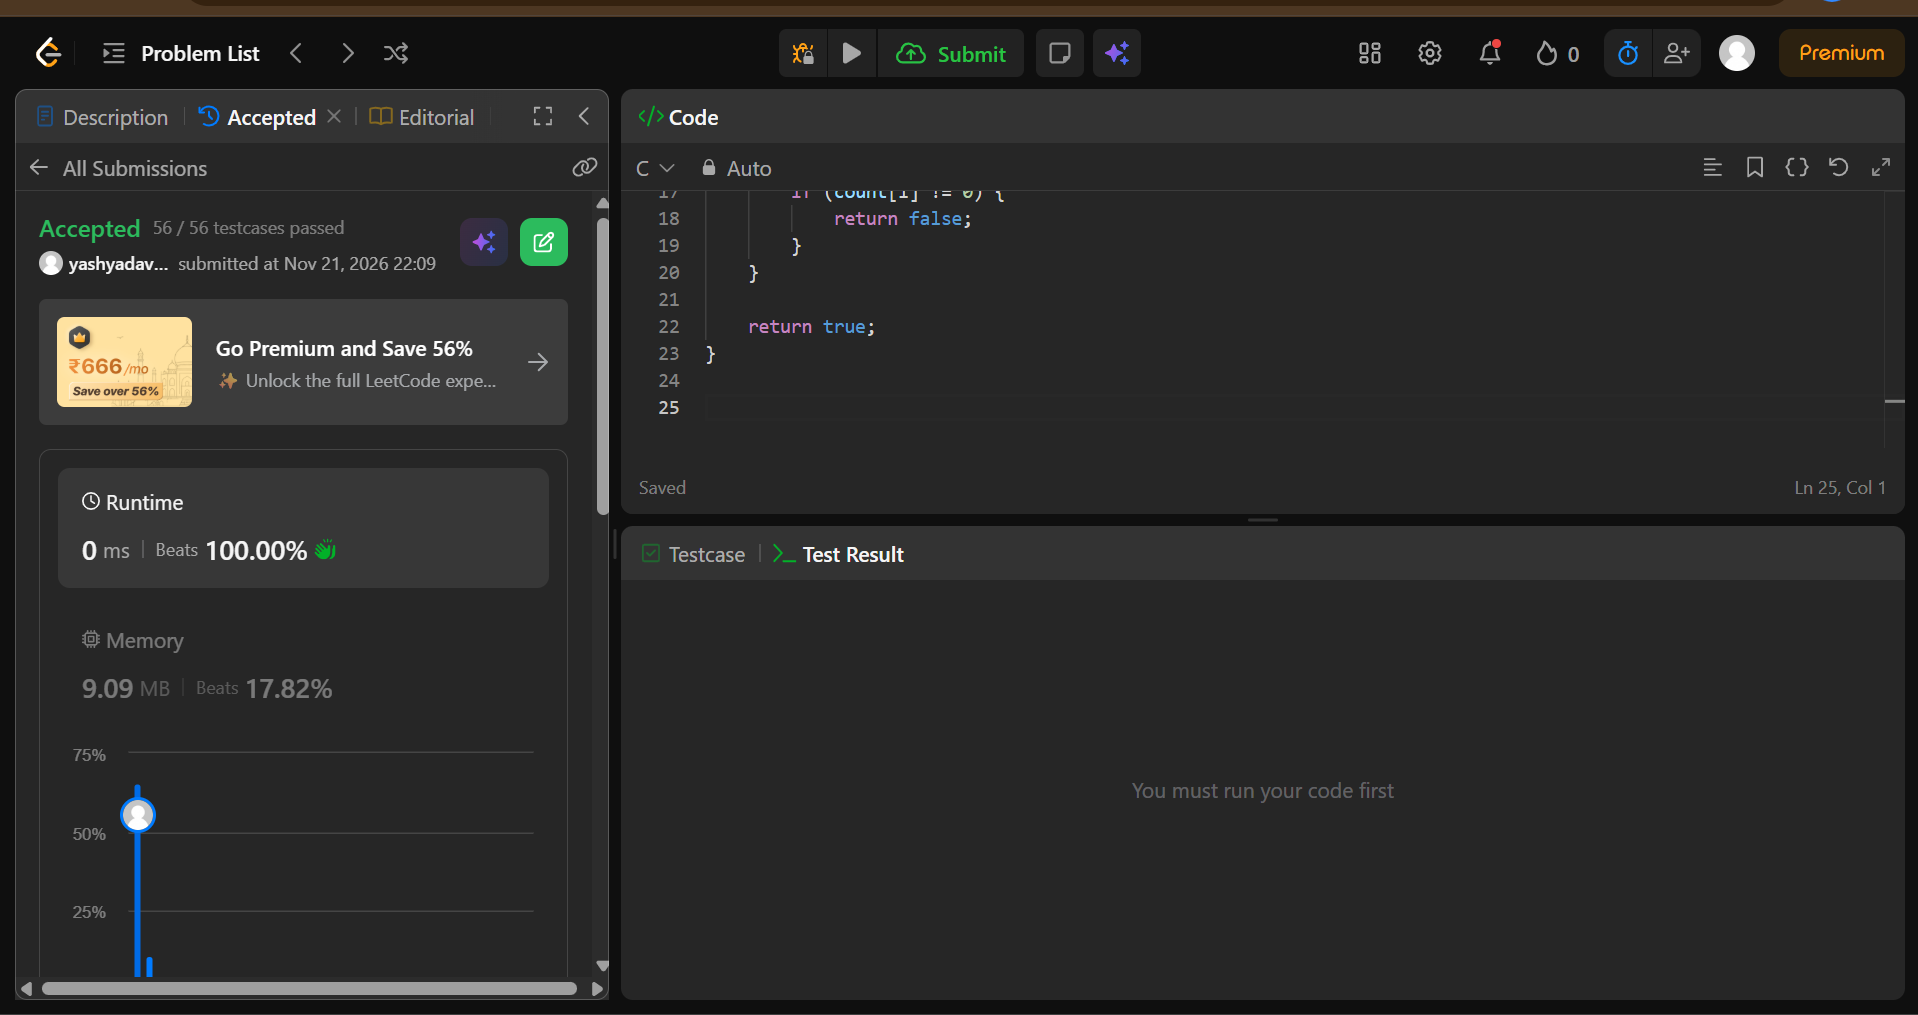 Problem List
Submit
0
Premium
Description
Accepted
Editorial
All Submissions
Accepted 56 / 56 testcases passed
yashyadav... submitted at Nov 21, 2026 22:09
₹666/mo
Save over 56%
Go Premium and Save 56%
✨ Unlock the full LeetCode expe...
Runtime
0 ms | Beats 100.00%
Memory
9.09 MB | Beats 17.82%
75%
50%
25%
</> Code
C
Auto
17 if (count[i] != 0) {
18 return false;
19 }
20 }
21
22 return true;
23 }
24
25
Saved
Ln 25, Col 1
Testcase
>_ Test Result
You must run your code first